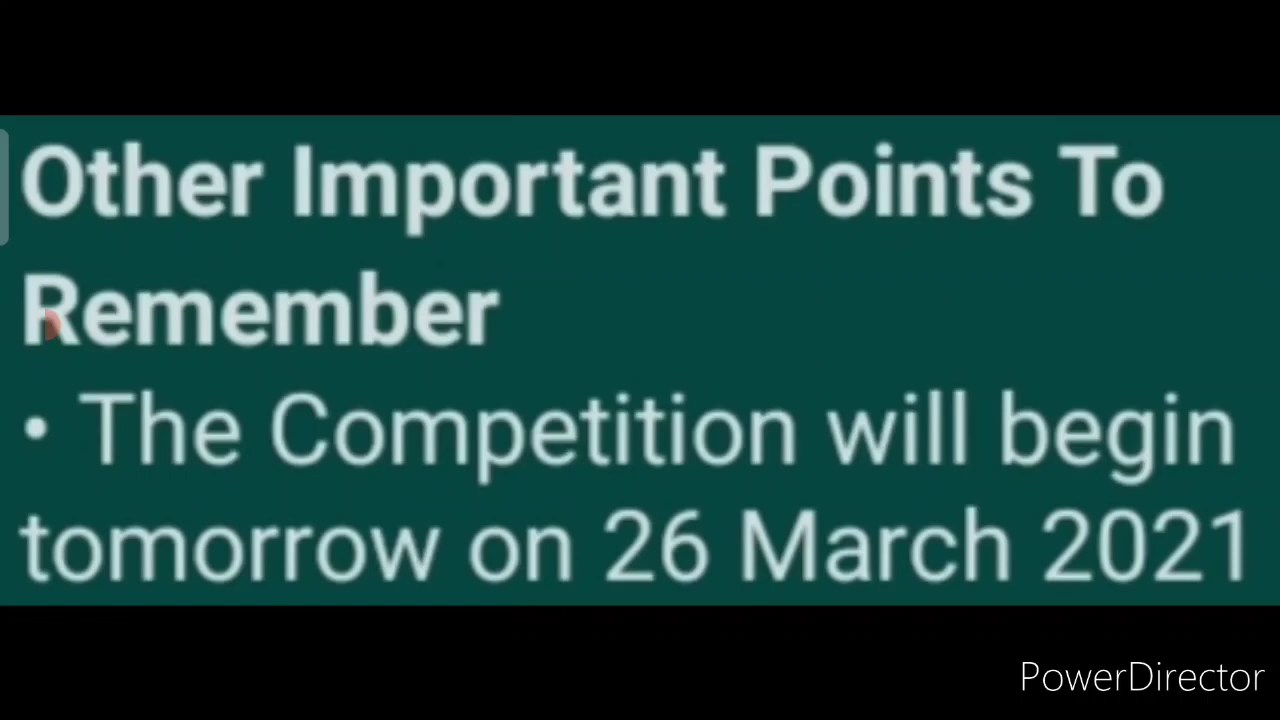 Other Important Points To
Remember
• The Competition will begin
tomorrow on 26 March 2021
PowerDirector